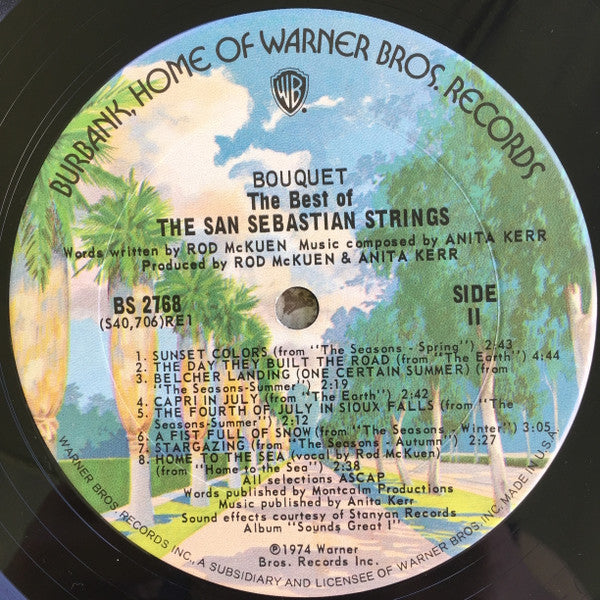 BURBANK, HOME OF WARNER BROS. RECORDS
WB
BOUQUET
The Best of
THE SAN SEBASTIAN STRINGS
Words written by ROD McKUEN Music composed by ANITA KERR
Produced by ROD McKUEN & ANITA KERR
BS 2768
(S40,706)RE1
SIDE
II
1. SUNSET COLORS (from "The Seasons - Spring") 2:43
2. THE DAY THEY BUILT THE ROAD (from "The Earth") 4:44
3. BELCHER LANDING (ONE CERTAIN SUMMER) (from
"The Seasons-Summer") 2:19
4. CAPRI IN JULY (from "The Earth") 2:42
5. THE FOURTH OF JULY IN SIOUX FALLS (from "The
Seasons-Summer") 2:12
6. A FIST FULL OF SNOW (from "The Seasons - Winter") 3:05
7. STARGAZING (from "The Seasons - Autumn") 2:27
8. HOME TO THE SEA (vocal by Rod McKuen)
(from "Home to the Sea") 2:38
All selections ASCAP
Words published by Montcalm Productions
Music published by Anita Kerr
Sound effects courtesy of Stanyan Records
Album "Sounds Great I"
℗1974 Warner
Bros. Records Inc.
WARNER BROS. RECORDS INC., A SUBSIDIARY AND LICENSEE OF WARNER BROS. INC. MADE IN U.S.A.